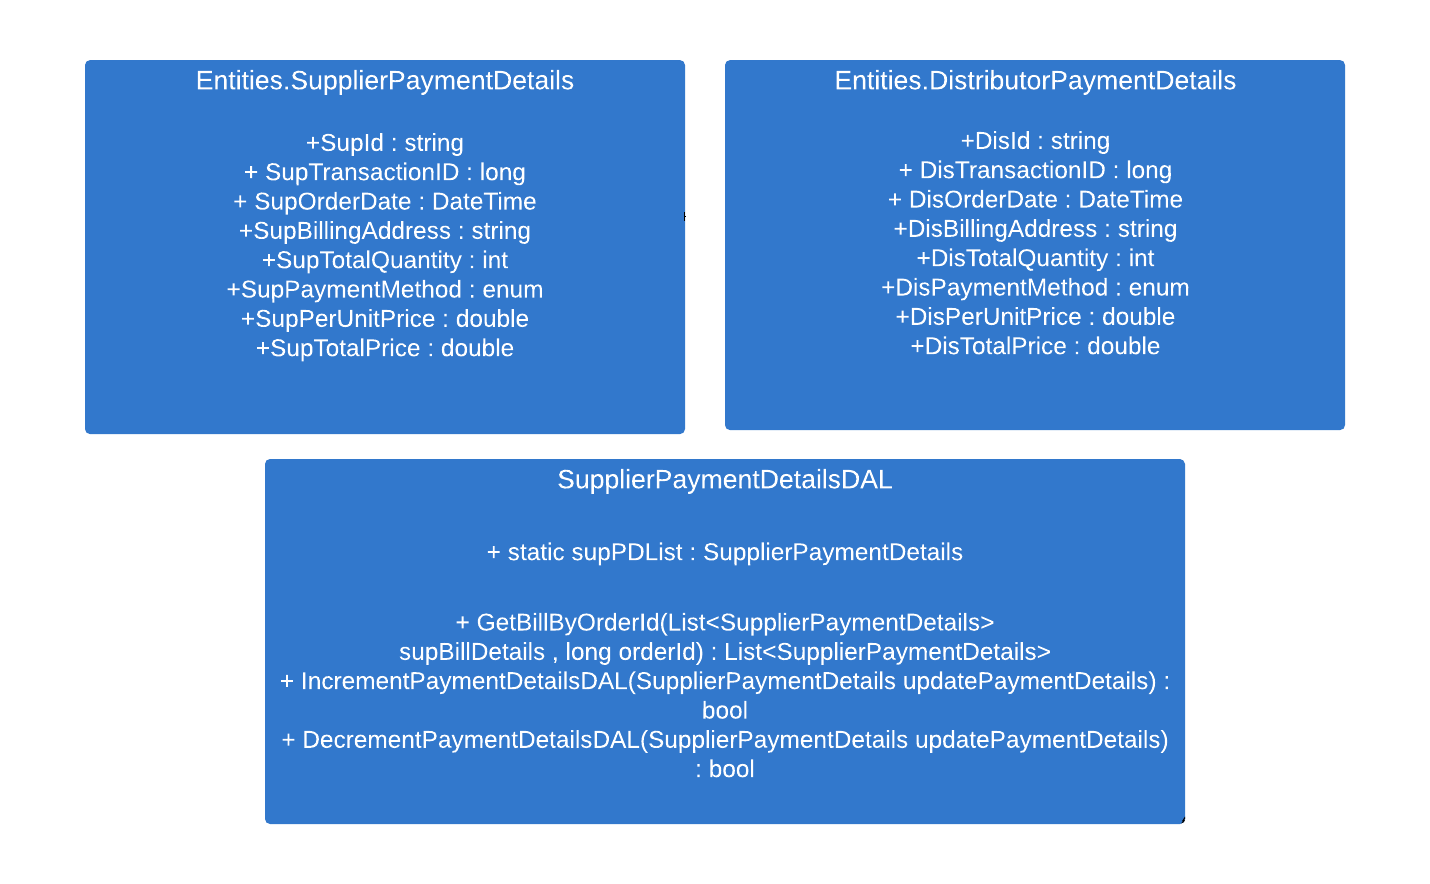 Entities.SupplierPaymentDetails
+SupId : string
+ SupTransactionID : long
+ SupOrderDate : DateTime
+SupBillingAddress : string
+SupTotalQuantity : int
+SupPaymentMethod : enum
+SupPerUnitPrice : double
+SupTotalPrice : double
Entities.DistributorPaymentDetails
+DisId : string
+ DisTransactionID : long
+ DisOrderDate : DateTime
+DisBillingAddress : string
+DisTotalQuantity : int
+DisPaymentMethod : enum
+DisPerUnitPrice : double
+DisTotalPrice : double
SupplierPaymentDetailsDAL
+ static supPDList : SupplierPaymentDetails
+ GetBillByOrderId(List<SupplierPaymentDetails>
supBillDetails , long orderId) : List<SupplierPaymentDetails>
+ IncrementPaymentDetailsDAL(SupplierPaymentDetails updatePaymentDetails) :
bool
+ DecrementPaymentDetailsDAL(SupplierPaymentDetails updatePaymentDetails)
: bool